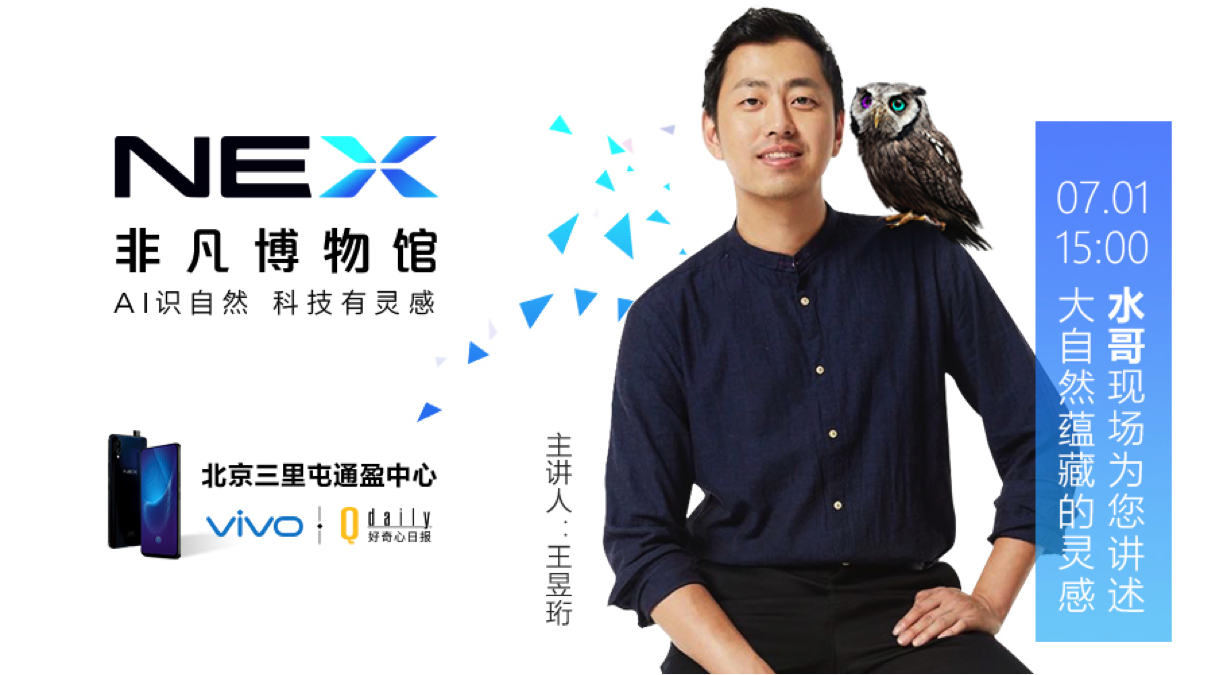 NEX
非凡博物馆
AI识自然 科技有灵感
北京三里屯通盈中心
vivo
Q daily
好奇心日报
主讲人：王昱珩
07.01
15:00
水哥现场为您讲述
大自然蕴藏的灵感